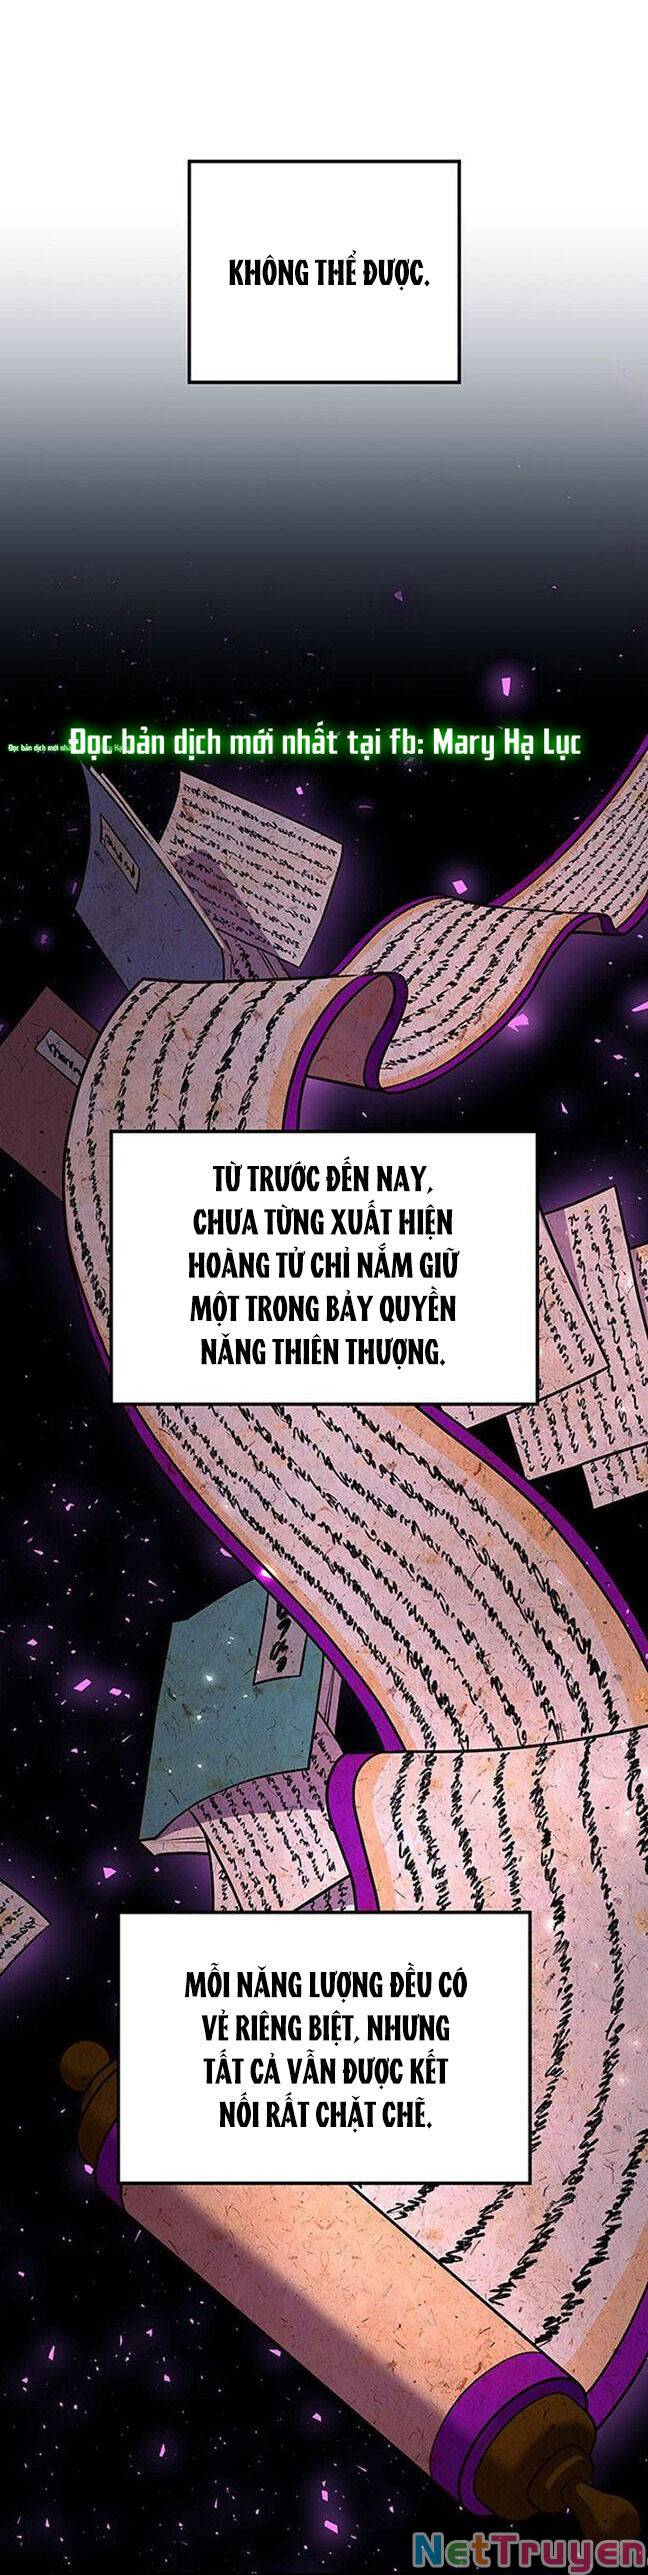 KHÔNG THỂ ĐƯỢC.
Đọc bản dịch mới nhất tại fb: Mary Hạ Lục
TỪ TRƯỚC ĐẾN NAY,
CHƯA TỪNG XUẤT HIỆN
HOÀNG TỬ CHỈ NẮM GIỮ
MỘT TRONG BẢY QUYỀN
NĂNG THIÊN THƯỢNG.
MỖI NĂNG LƯỢNG ĐỀU CÓ
VẺ RIÊNG BIỆT, NHƯNG
TẤT CẢ VẪN ĐƯỢC KẾT
NỐI RẤT CHẶT CHẼ.
NetTruyen